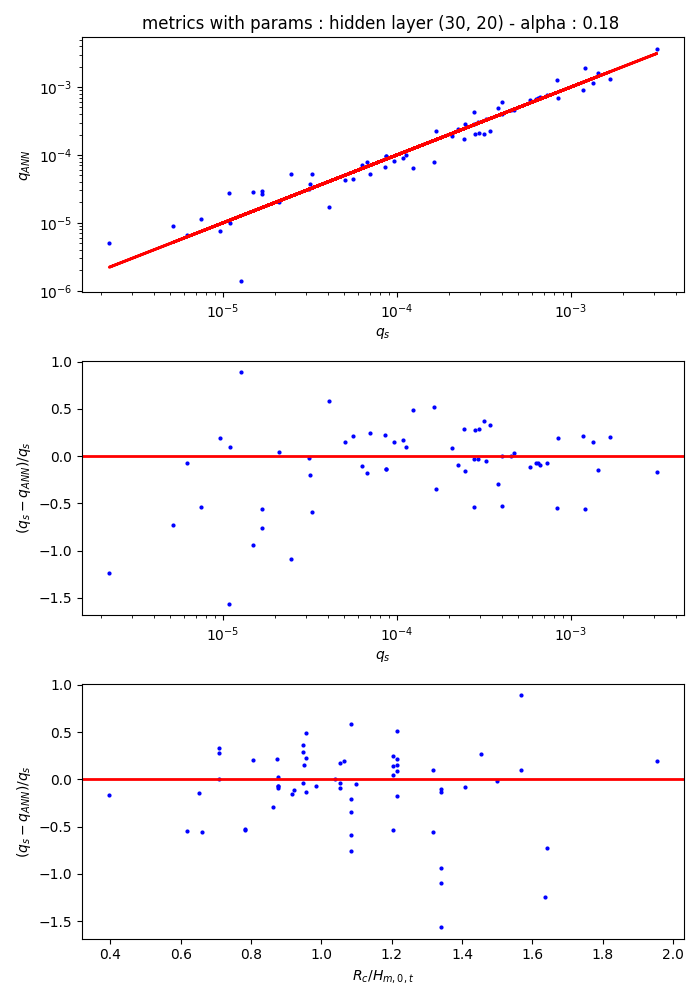 metrics with params : hidden layer (30, 20) - alpha : 0.18
10⁻³
10⁻⁴
10⁻⁵
10⁻⁶
q_ANN
10⁻⁵ 10⁻⁴ 10⁻³
q_s
1.0
0.5
0.0
−0.5
−1.0
−1.5
(q_s − q_ANN)/q_s
10⁻⁵ 10⁻⁴ 10⁻³
q_s
1.0
0.5
0.0
−0.5
−1.0
−1.5
(q_s − q_ANN)/q_s
0.4 0.6 0.8 1.0 1.2 1.4 1.6 1.8 2.0
R_c/H_m,0,t